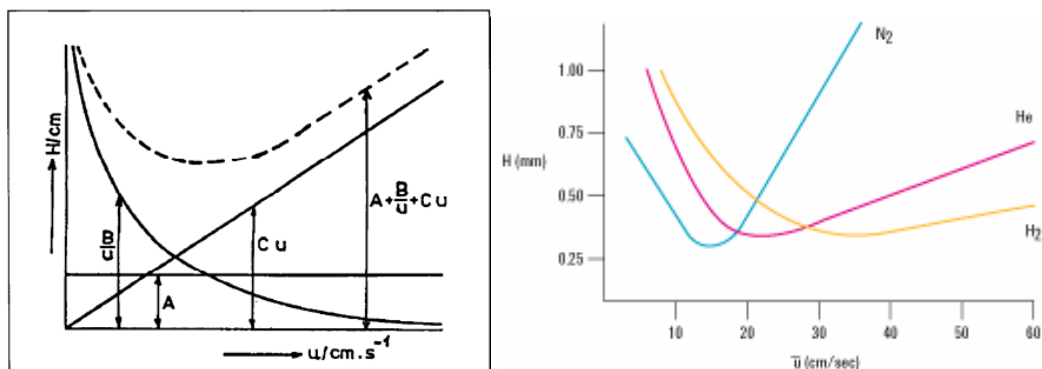 H/cm
B/u
A
Cu
A+B/u+Cu
u/cm.s⁻¹
H (mm)
1.00
0.75
0.50
0.25
N₂
He
H₂
10
20
30
40
50
60
ū (cm/sec)